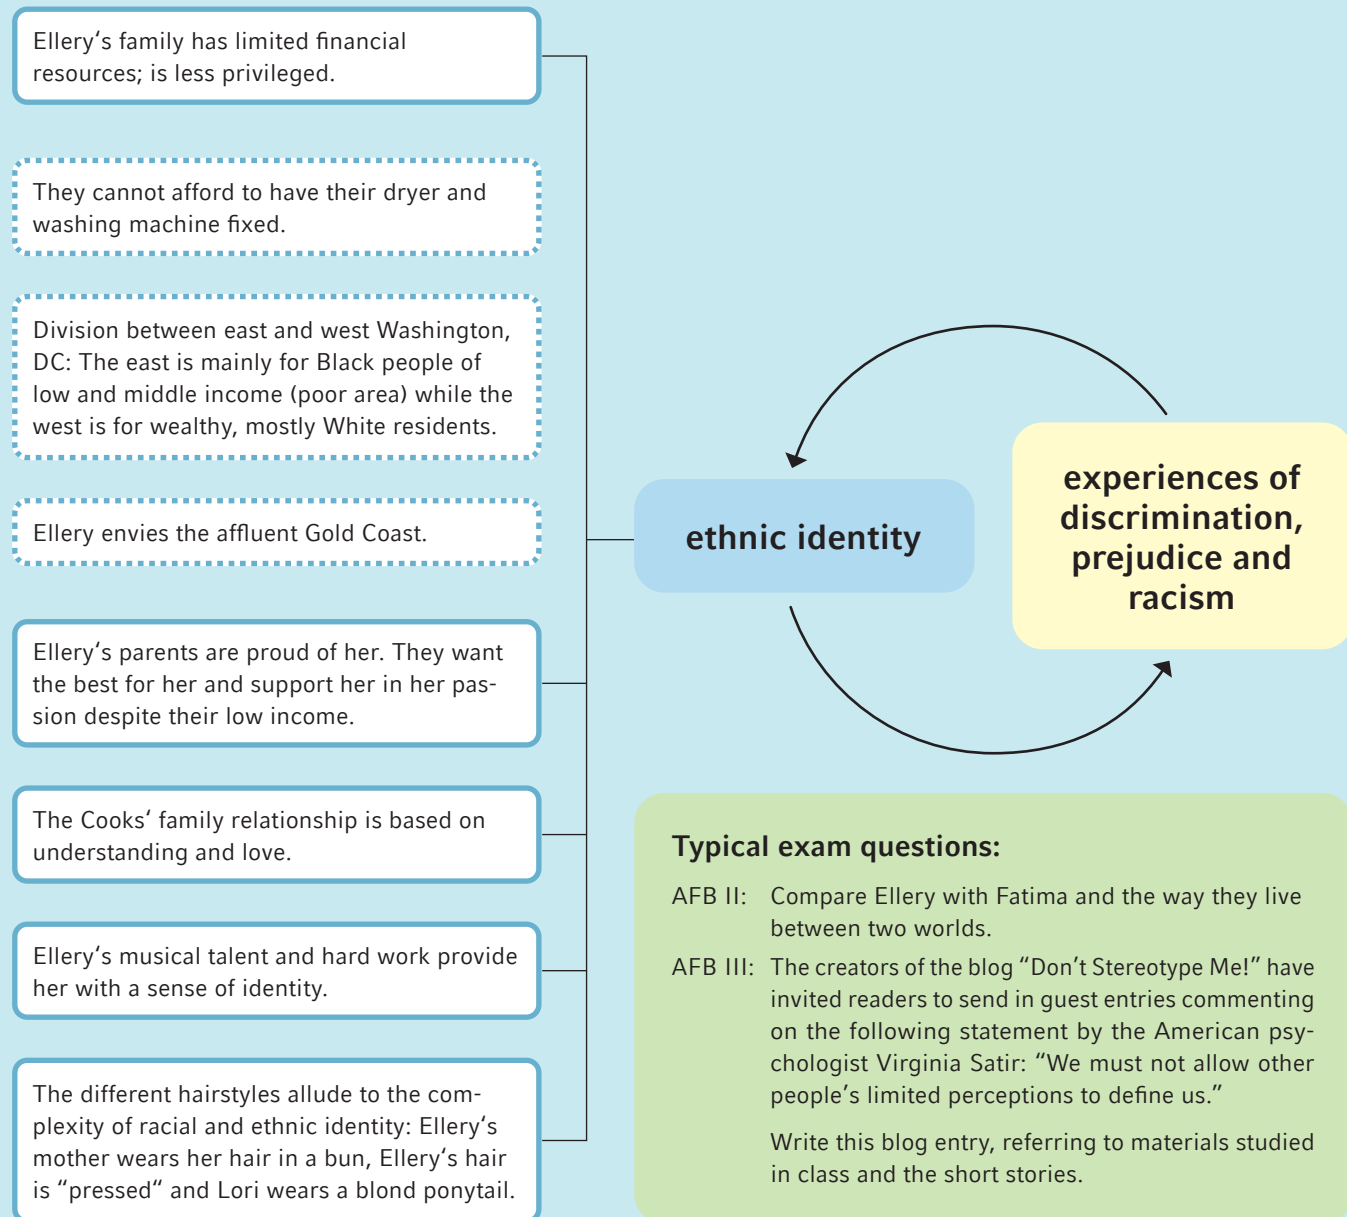 Ellery‘s family has limited financial
resources; is less privileged.
They cannot afford to have their dryer and
washing machine fixed.
Division between east and west Washington,
DC: The east is mainly for Black people of
low and middle income (poor area) while the
west is for wealthy, mostly White residents.
Ellery envies the affluent Gold Coast.
Ellery‘s parents are proud of her. They want
the best for her and support her in her pas-
sion despite their low income.
The Cooks‘ family relationship is based on
understanding and love.
Ellery‘s musical talent and hard work provide
her with a sense of identity.
The different hairstyles allude to the com-
plexity of racial and ethnic identity: Ellery‘s
mother wears her hair in a bun, Ellery‘s hair
is “pressed“ and Lori wears a blond ponytail.
ethnic identity
experiences of
discrimination,
prejudice and
racism
Typical exam questions:
AFB II: Compare Ellery with Fatima and the way they live
between two worlds.
AFB III: The creators of the blog “Don’t Stereotype Me!” have
invited readers to send in guest entries commenting
on the following statement by the American psy-
chologist Virginia Satir: “We must not allow other
people’s limited perceptions to define us.”
Write this blog entry, referring to materials studied
in class and the short stories.